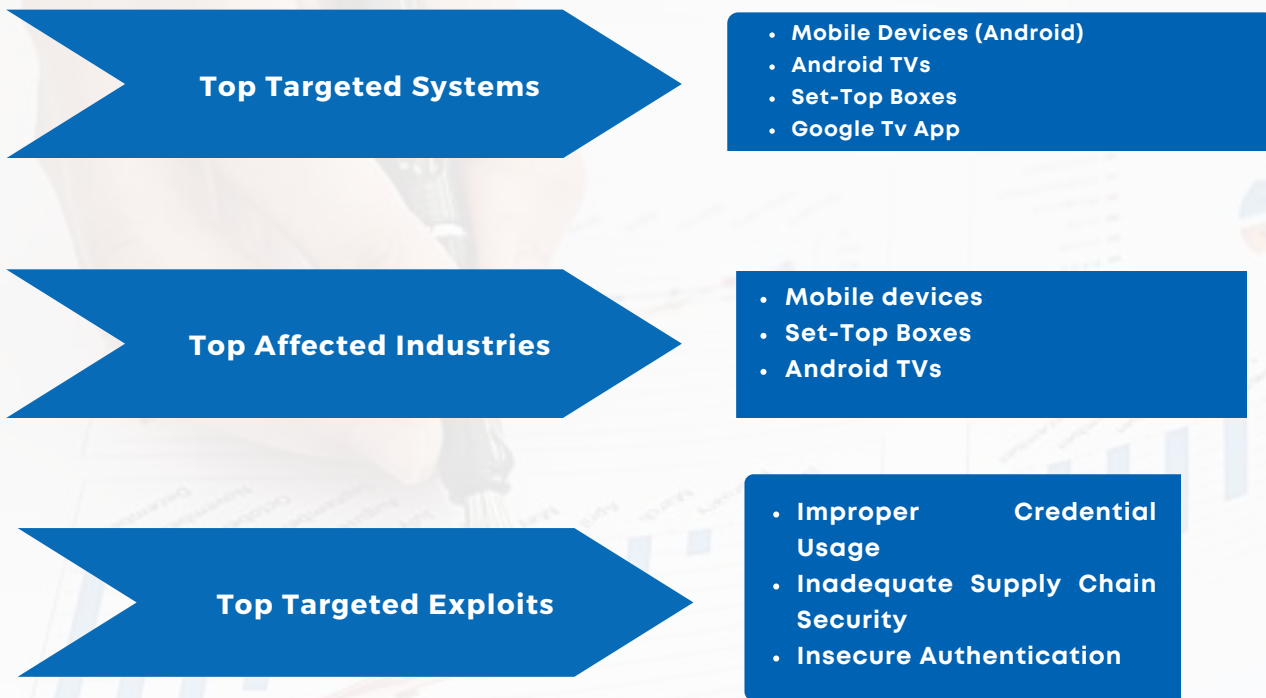 Top Targeted Systems
• Mobile Devices (Android)
• Android TVs
• Set-Top Boxes
• Google Tv App
Top Affected Industries
• Mobile devices
• Set-Top Boxes
• Android TVs
Top Targeted Exploits
• Improper Credential
Usage
• Inadequate Supply Chain
Security
• Insecure Authentication